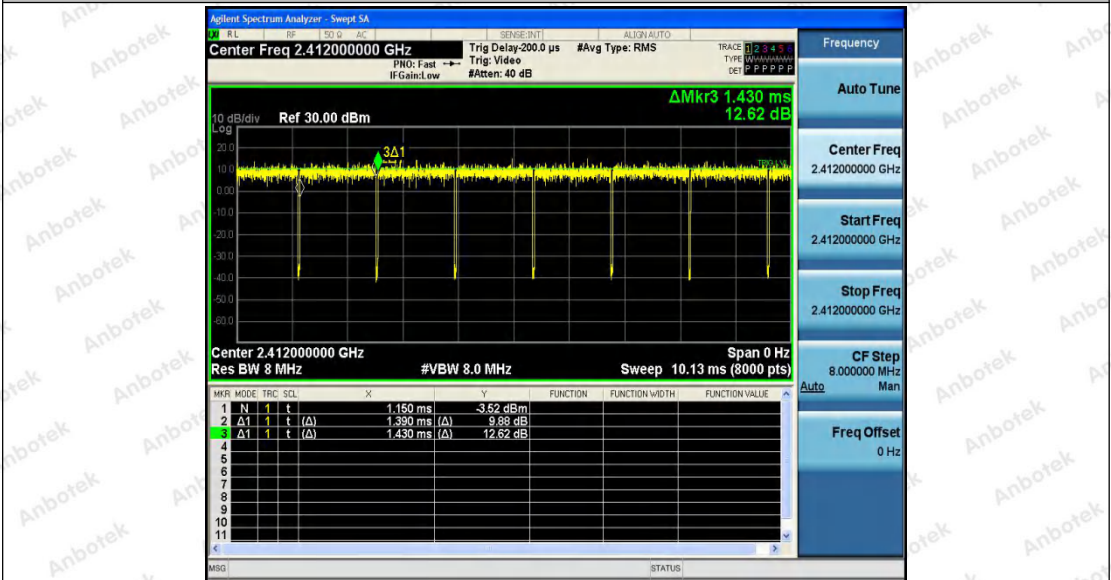 Agilent Spectrum Analyzer - Swept SA
RL RF 50 Ω AC SENSE:INT ALIGN AUTO
Center Freq 2.412000000 GHz
PNO: Fast
IFGain:Low
Trig Delay-200.0 µs
Trig: Video
#Atten: 40 dB
#Avg Type: RMS
TRACE 1 2 3 4 5 6
TYPE
DET P P P P P P
ΔMkr3 1.430 ms
12.62 dB
10 dB/div Ref 30.00 dBm
Log
20.0
10.0
0.00
-10.0
-20.0
-30.0
-40.0
-50.0
-60.0
3Δ1
Center 2.412000000 GHz Span 0 Hz
Res BW 8 MHz #VBW 8.0 MHz Sweep 10.13 ms (8000 pts)
MKR MODE TRC SCL X Y FUNCTION FUNCTION WIDTH FUNCTION VALUE
1 N 1 t 1.150 ms -3.52 dBm
2 Δ1 1 t (Δ) 1.390 ms (Δ) 9.88 dB
3 Δ1 1 t (Δ) 1.430 ms (Δ) 12.62 dB
4
5
6
7
8
9
10
11
MSG STATUS
Frequency
Auto Tune
Center Freq
2.412000000 GHz
Start Freq
2.412000000 GHz
Stop Freq
2.412000000 GHz
CF Step
8.000000 MHz
Auto Man
Freq Offset
0 Hz
Anbotek